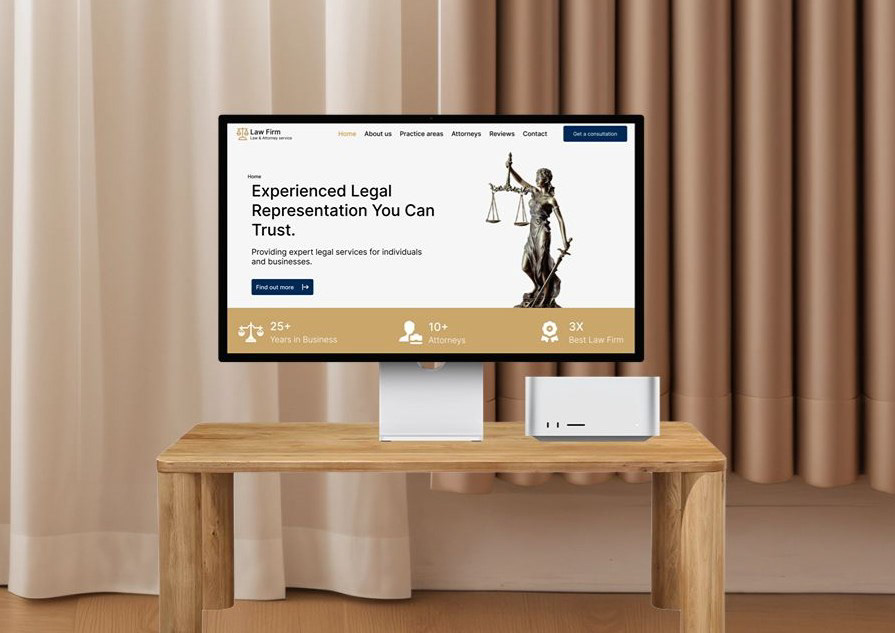 Law Firm
Law & Attorney service
Home
About us
Practice areas
Attorneys
Reviews
Contact
Get a consultation
Home
Experienced Legal
Representation You Can
Trust.
Providing expert legal services for individuals
and businesses.
Find out more
25+
Years in Business
10+
Attorneys
3X
Best Law Firm